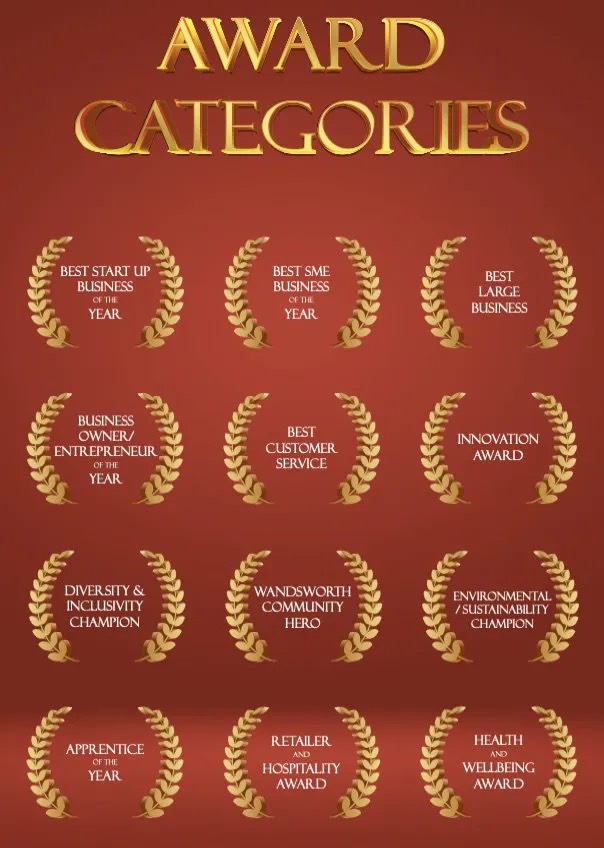 AWARD
CATEGORIES
BEST START UP
BUSINESS
OF THE
YEAR
BEST SME
BUSINESS
OF THE
YEAR
BEST
LARGE
BUSINESS
BUSINESS
OWNER/
ENTREPRENEUR
OF THE
YEAR
BEST
CUSTOMER
SERVICE
INNOVATION
AWARD
DIVERSITY &
INCLUSIVITY
CHAMPION
WANDSWORTH
COMMUNITY
HERO
ENVIRONMENTAL
/ SUSTAINABILITY
CHAMPION
APPRENTICE
OF THE
YEAR
RETAILER
AND
HOSPITALITY
AWARD
HEALTH
AND
WELLBEING
AWARD